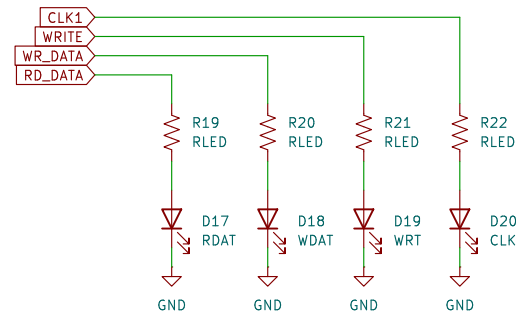 CLK1
WRITE
WR_DATA
RD_DATA
R19
RLED
R20
RLED
R21
RLED
R22
RLED
D17
RDAT
D18
WDAT
D19
WRT
D20
CLK
GND
GND
GND
GND